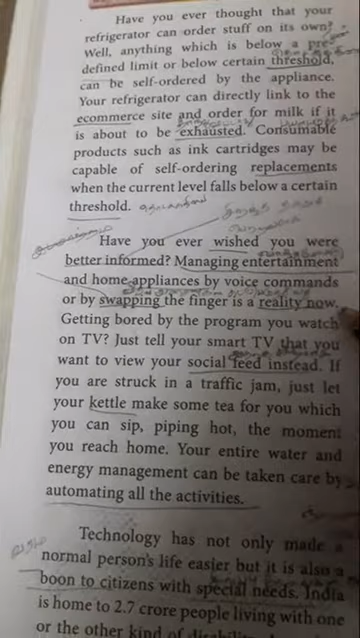 Have you ever thought that your
refrigerator can order stuff on its own?
Well, anything which is below a pre-
defined limit or below certain threshold,
can be self-ordered by the appliance.
Your refrigerator can directly link to the
ecommerce site and order for milk if it
is about to be exhausted. Consumable
products such as ink cartridges may be
capable of self-ordering replacements
when the current level falls below a certain
threshold.
Have you ever wished you were
better informed? Managing entertainment
and home appliances by voice commands
or by swapping the finger is a reality now.
Getting bored by the program you watch
on TV? Just tell your smart TV that you
want to view your social feed instead. If
you are struck in a traffic jam, just let
your kettle make some tea for you which
you can sip, piping hot, the moment
you reach home. Your entire water and
energy management can be taken care by
automating all the activities.
Technology has not only made a
normal person's life easier but it is also a
boon to citizens with special needs. India
is home to 2.7 crore people living with one
or the other kind of